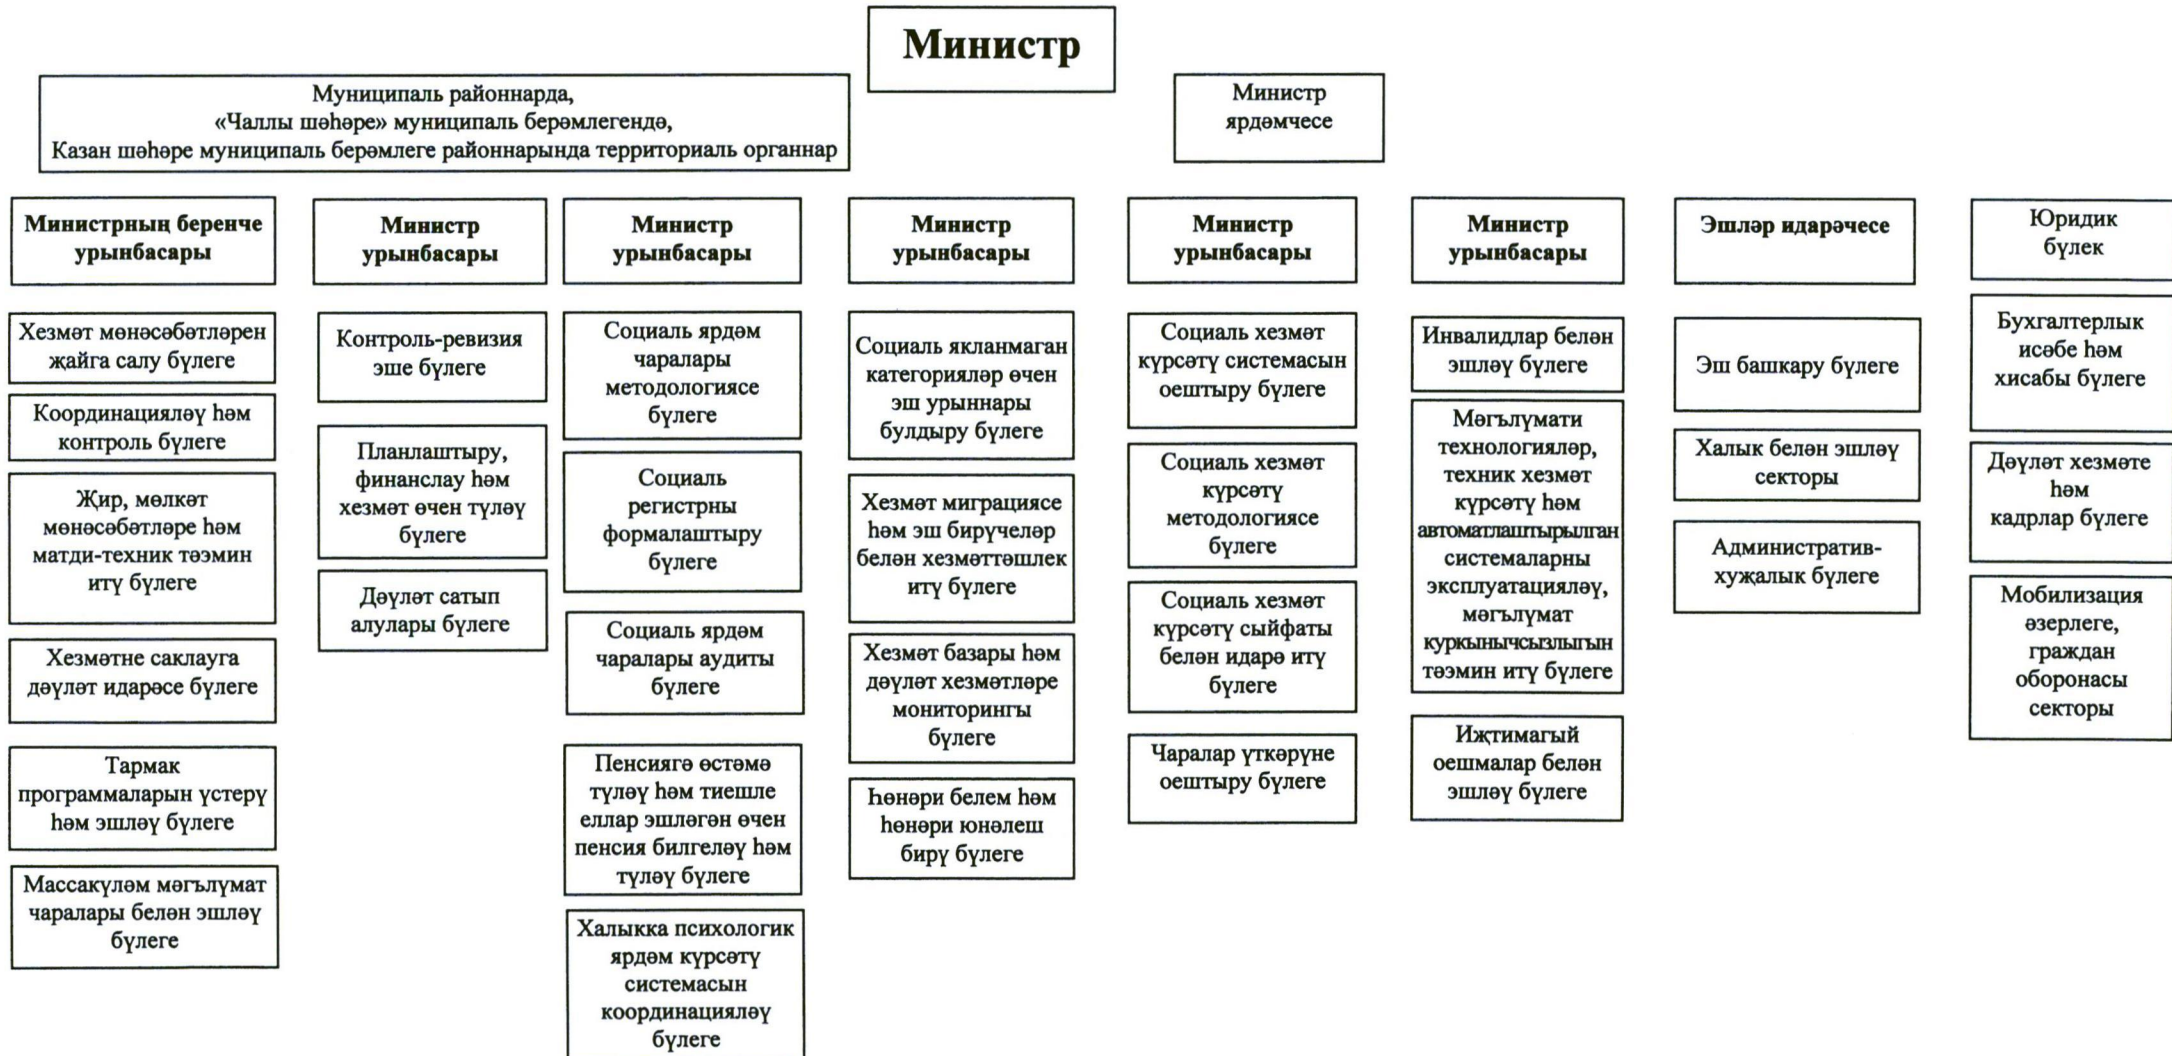 Министр
Муниципаль районнарда,
«Чаллы шәһәре» муниципаль берәмлегендә,
Казан шәһәре муниципаль берәмлеге районнарында территориаль органнар
Министр
ярдәмчесе
Министрның беренче
урынбасары
Хезмәт мөнәсәбәтләрен
җайга салу бүлеге
Координацияләү һәм
контроль бүлеге
Җир, мөлкәт
мөнәсәбәтләре һәм
матди-техник тәэмин
итү бүлеге
Хезмәтне саклауга
дәүләт идарәсе бүлеге
Тармак
программаларын үстерү
һәм эшләү бүлеге
Массакүләм мәгълүмат
чаралары белән эшләү
бүлеге
Министр
урынбасары
Контроль-ревизия
эше бүлеге
Планлаштыру,
финанслау һәм
хезмәт өчен түләү
бүлеге
Дәүләт сатып
алулары бүлеге
Министр
урынбасары
Социаль ярдәм
чаралары
методологиясе
бүлеге
Социаль
регистрны
формалаштыру
бүлеге
Социаль ярдәм
чаралары аудиты
бүлеге
Пенсиягә өстәмә
түләү һәм тиешле
еллар эшләгән өчен
пенсия билгеләү һәм
түләү бүлеге
Халыкка психологик
ярдәм күрсәтү
системасын
координацияләү
бүлеге
Министр
урынбасары
Социаль якланмаган
категорияләр өчен
эш урыннары
булдыру бүлеге
Хезмәт миграциясе
һәм эш бирүчеләр
белән хезмәттәшлек
итү бүлеге
Хезмәт базары һәм
дәүләт хезмәтләре
мониторингы
бүлеге
Һөнәри белем һәм
һөнәри юнәлеш
бирү бүлеге
Министр
урынбасары
Социаль хезмәт
күрсәтү системасын
оештыру бүлеге
Социаль хезмәт
күрсәтү
методологиясе
бүлеге
Социаль хезмәт
күрсәтү сыйфаты
белән идарә итү
бүлеге
Чаралар үткәрүне
оештыру бүлеге
Министр
урынбасары
Инвалидлар белән
эшләү бүлеге
Мәгълүмати
технологияләр,
техник хезмәт
күрсәтү һәм
автоматлаштырылган
системаларны
эксплуатацияләү,
мәгълүмат
куркынычсызлыгын
тәэмин итү бүлеге
Иҗтимагый
оешмалар белән
эшләү бүлеге
Эшләр идарәчесе
Эш башкару бүлеге
Халык белән эшләү
секторы
Административ-
хуҗалык бүлеге
Юридик
бүлек
Бухгалтерлык
исәбе һәм
хисабы бүлеге
Дәүләт хезмәте
һәм
кадрлар бүлеге
Мобилизация
әзерлеге,
граждан
оборонасы
секторы